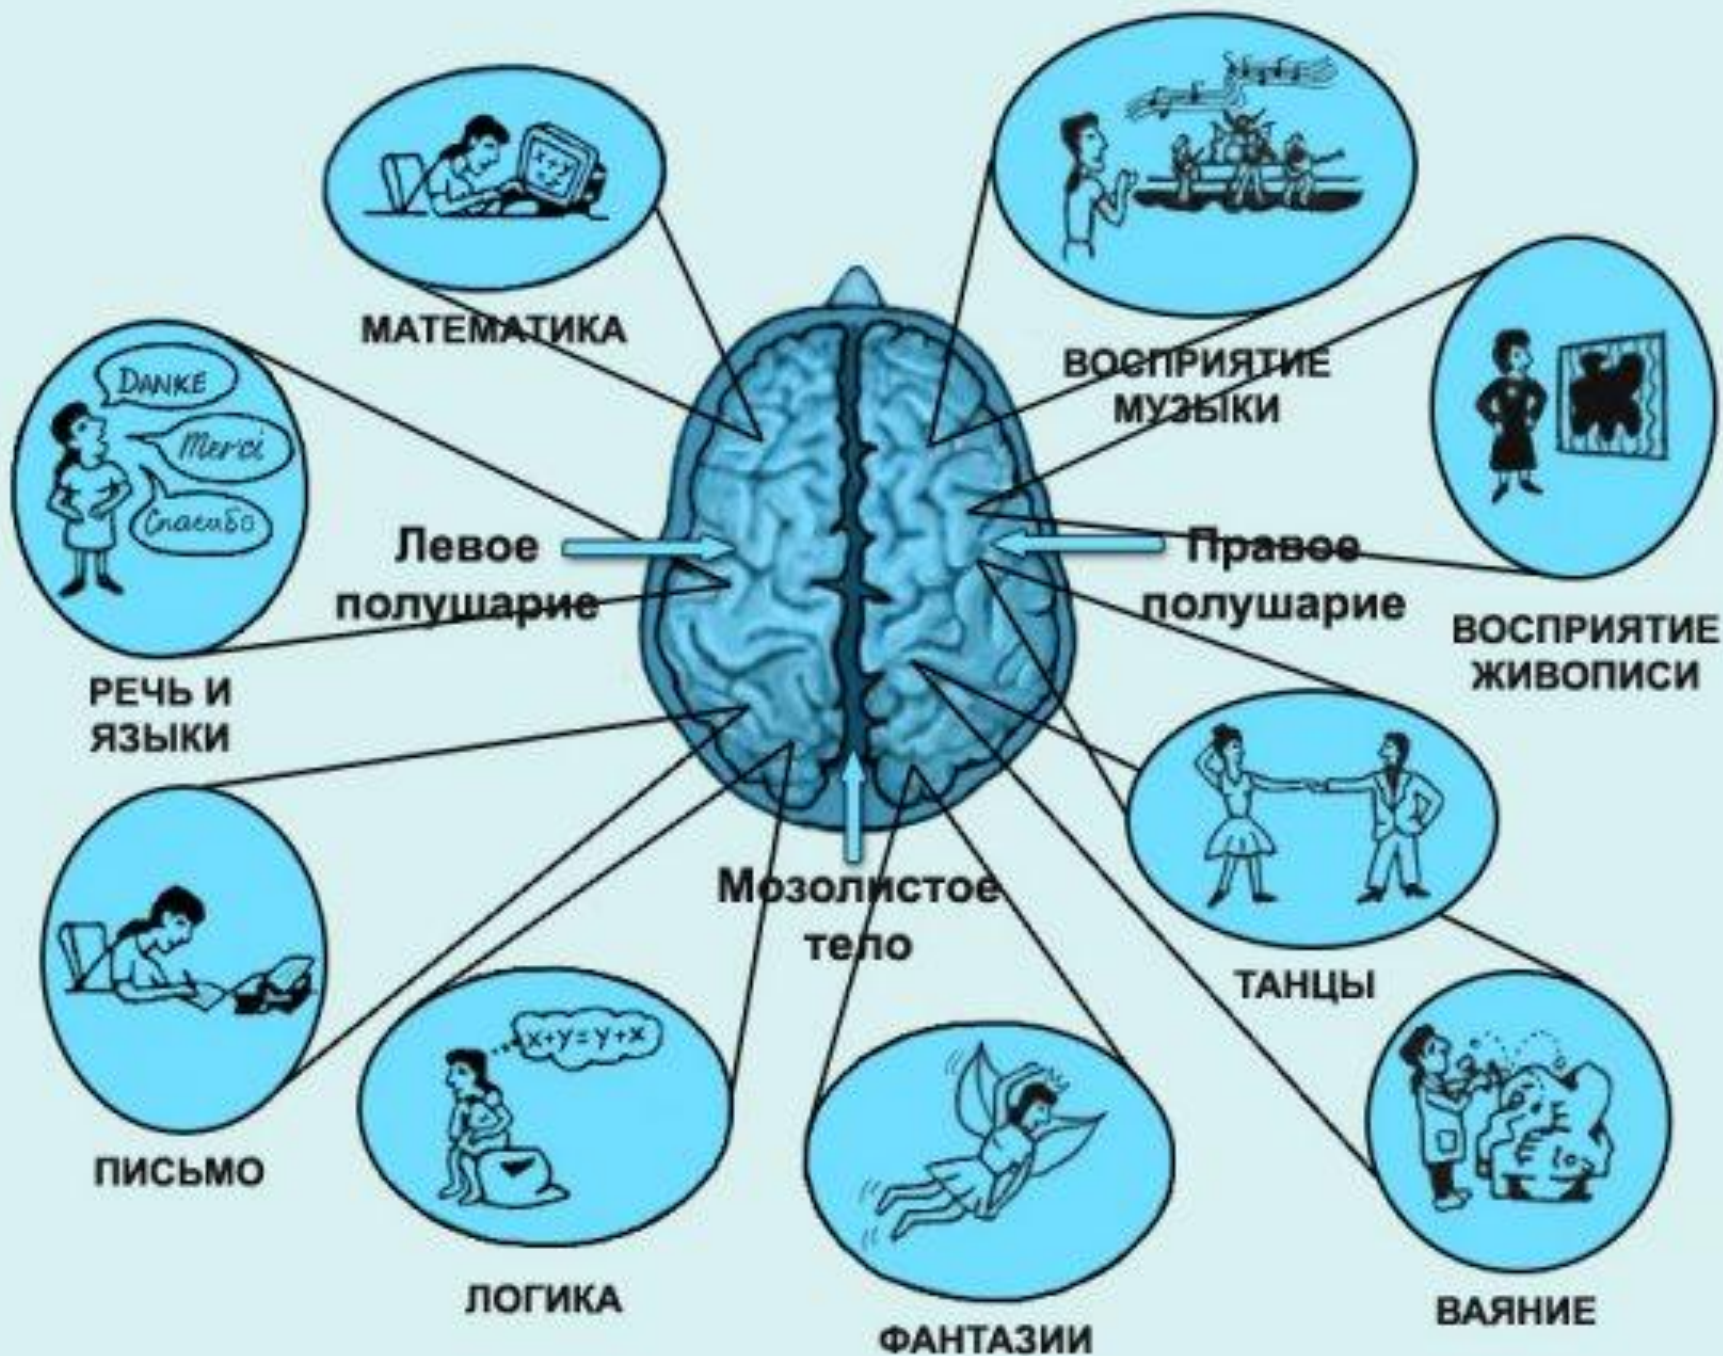 МАТЕМАТИКА
x+y
ВОСПРИЯТИЕ
МУЗЫКИ
DANKE
Merci
Спасибо
РЕЧЬ И
ЯЗЫКИ
Левое
полушарие
Правое
полушарие
ВОСПРИЯТИЕ
ЖИВОПИСИ
Мозолистое
тело
ТАНЦЫ
ПИСЬМО
x+y=y+x
ЛОГИКА
ФАНТАЗИИ
ВАЯНИЕ